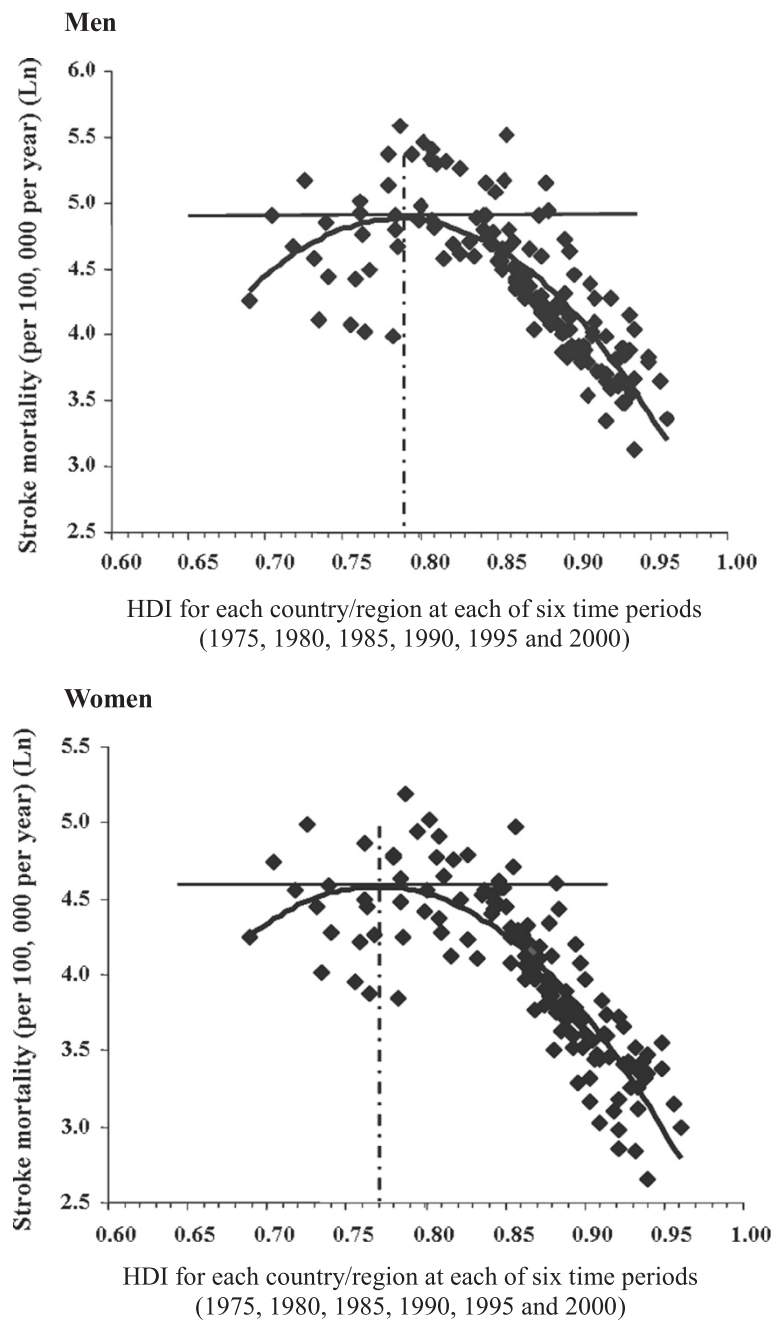 Men
Stroke mortality (per 100, 000 per year) (Ln)
6.0
5.5
5.0
4.5
4.0
3.5
3.0
2.5
0.60 0.65 0.70 0.75 0.80 0.85 0.90 0.95 1.00
HDI for each country/region at each of six time periods
(1975, 1980, 1985, 1990, 1995 and 2000)
Women
Stroke mortality (per 100, 000 per year) (Ln)
5.5
5.0
4.5
4.0
3.5
3.0
2.5
0.60 0.65 0.70 0.75 0.80 0.85 0.90 0.95 1.00
HDI for each country/region at each of six time periods
(1975, 1980, 1985, 1990, 1995 and 2000)